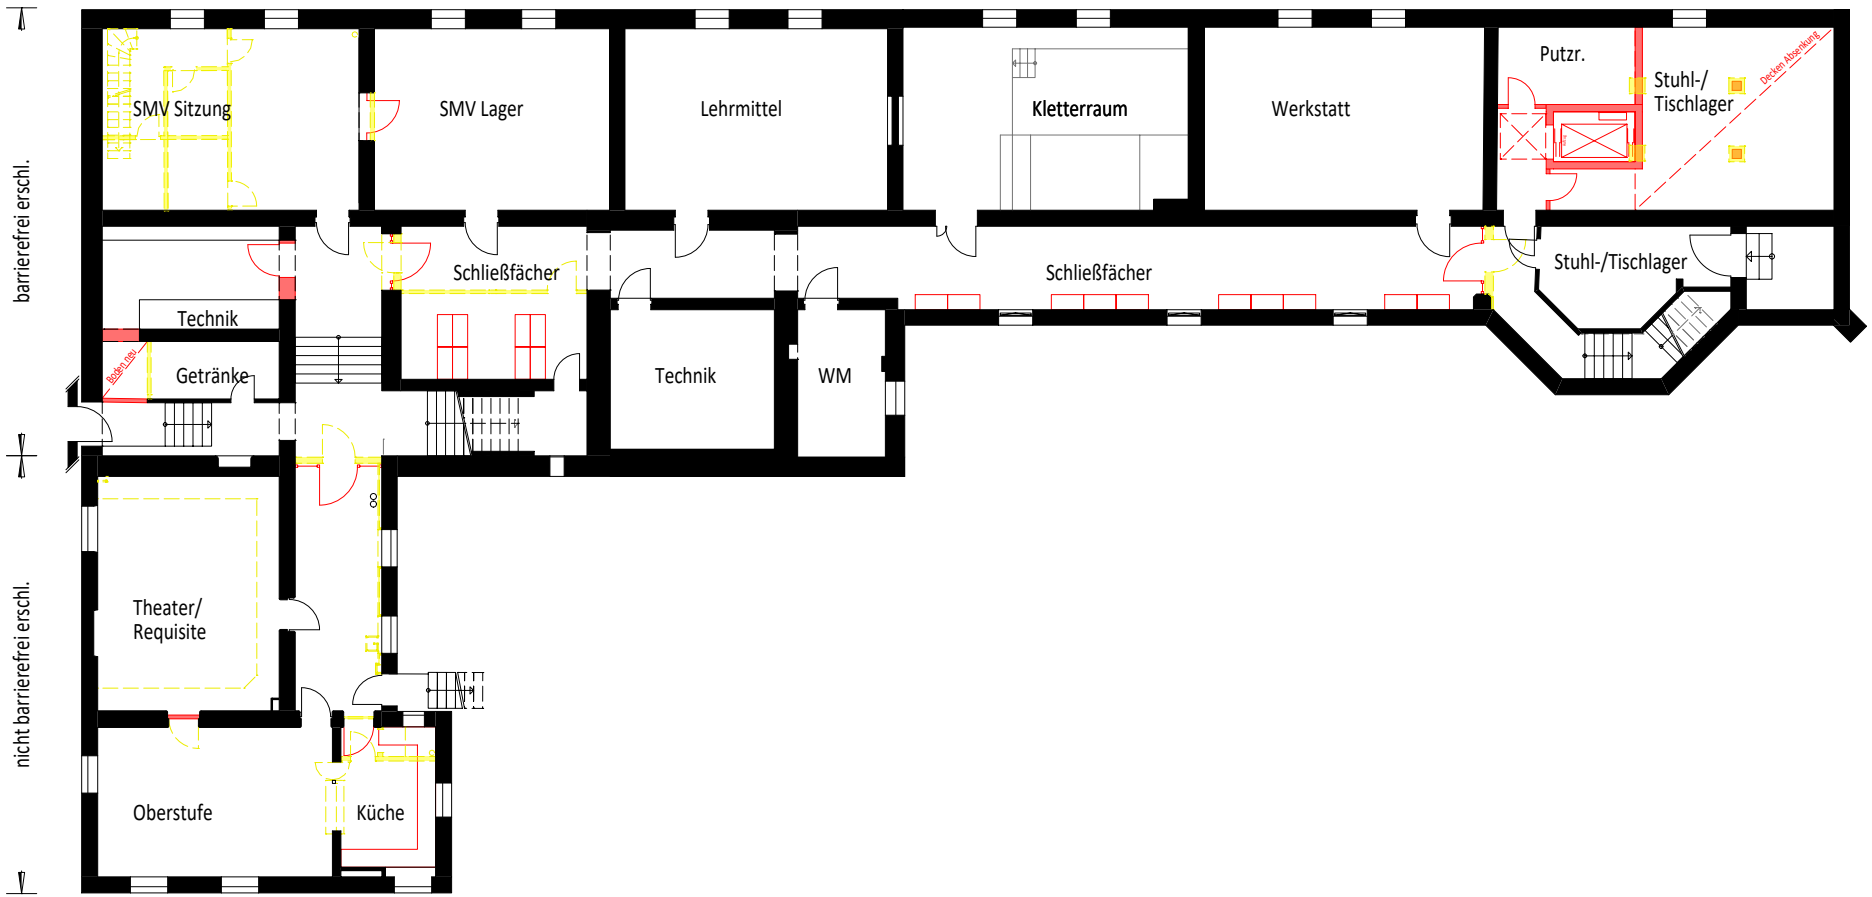 barrierefrei erschl.
nicht barrierefrei erschl.
SMV Sitzung
SMV Lager
Lehrmittel
Kletterraum
Werkstatt
Putzr.
Stuhl-/
Tischlager
Decken Absenkung
Schließfächer
Schließfächer
Stuhl-/Tischlager
Technik
Boden neu
Getränke
Technik
WM
Theater/
Requisite
Oberstufe
Küche